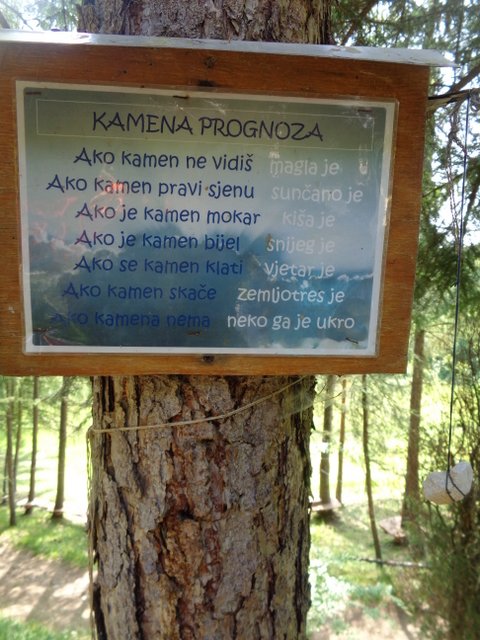 KAMENA PROGNOZA
Ako kamen ne vidiš magla je
Ako kamen pravi sjenu sunčano je
Ako je kamen mokar kiša je
Ako je kamen bijel snijeg je
Ako se kamen klati vjetar je
Ako kamen skače zemljotres je
Ako kamena nema neko ga je ukro